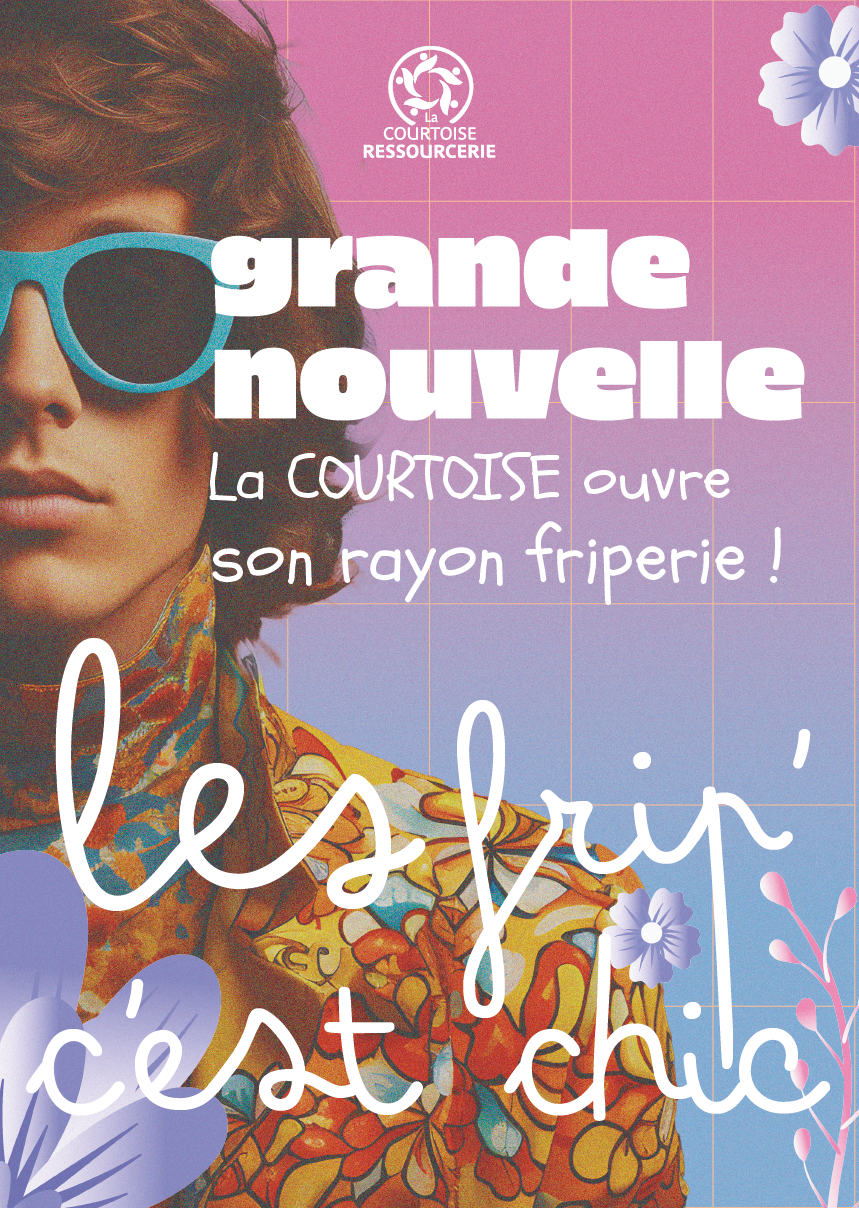 La
COURTOISE
RESSOURCERIE
grande
nouvelle
La COURTOISE ouvre
son rayon friperie !
les frip'
c'est chic